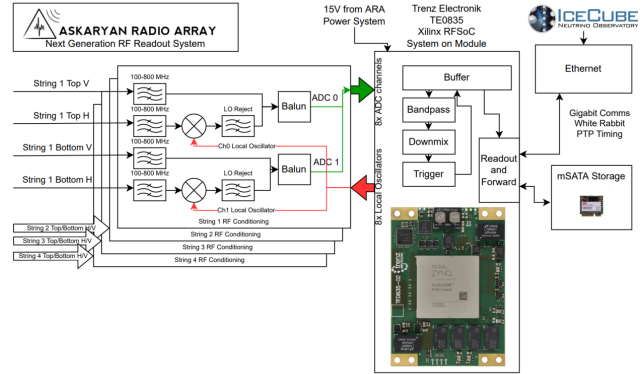 ASKARYAN RADIO ARRAY
Next Generation RF Readout System
15V from ARA
Power System
Trenz Electronik
TE0835
Xilinx RFSoC
System on Module
ICECUBE
NEUTRINO OBSERVATORY
String 1 Top V
100-800 MHz
ADC 0
LO Reject
Balun
String 1 Top H
100-800 MHz
Ch0 Local Oscillator
String 1 Bottom V
100-800 MHz
ADC 1
LO Reject
Balun
String 1 Bottom H
100-800 MHz
Ch1 Local Oscillator
String 1 RF Conditioning
String 2 Top/Bottom H/V
String 2 RF Conditioning
String 3 Top/Bottom H/V
String 3 RF Conditioning
String 4 Top/Bottom H/V
String 4 RF Conditioning
8x ADC channels
8x Local Oscillators
Buffer
Bandpass
Downmix
Trigger
Readout
and
Forward
Ethernet
Gigabit Comms
White Rabbit
PTP Timing
mSATA Storage
TE0835-02
ZYNQ